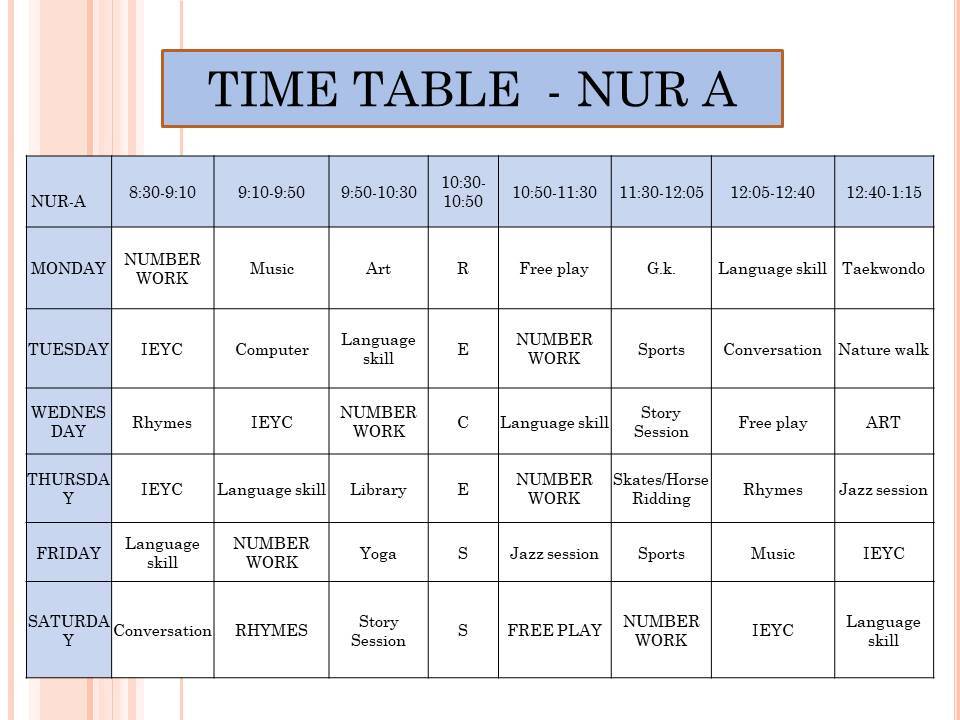 TIME TABLE - NUR A
NUR-A 8:30-9:10 9:10-9:50 9:50-10:30 10:30-10:50 10:50-11:30 11:30-12:05 12:05-12:40 12:40-1:15
MONDAY NUMBER WORK Music Art R Free play G.k. Language skill Taekwondo
TUESDAY IEYC Computer Language skill E NUMBER WORK Sports Conversation Nature walk
WEDNESDAY Rhymes IEYC NUMBER WORK C Language skill Story Session Free play ART
THURSDAY IEYC Language skill Library E NUMBER WORK Skates/Horse Ridding Rhymes Jazz session
FRIDAY Language skill NUMBER WORK Yoga S Jazz session Sports Music IEYC
SATURDAY Conversation RHYMES Story Session S FREE PLAY NUMBER WORK IEYC Language skill